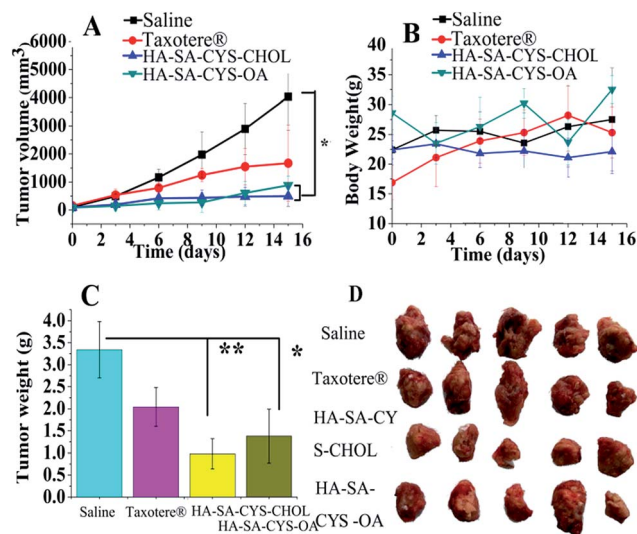 A
Saline
Taxotere®
HA-SA-CYS-CHOL
HA-SA-CYS-OA
Tumor volume (mm³)
6000
5000
4000
3000
2000
1000
0
*
0 2 4 6 8 10 12 14 16
Time (days)
B
Saline
Taxotere®
HA-SA-CYS-CHOL
HA-SA-CYS-OA
Body Weight(g)
40
35
30
25
20
15
10
0 2 4 6 8 10 12 14 16
Time (days)
C
Tumor weight (g)
4.0
3.5
3.0
2.5
2.0
1.5
1.0
0.5
0.0
**
*
Saline Taxotere® HA-SA-CYS-CHOL
HA-SA-CYS-OA
D
Saline
Taxotere®
HA-SA-CY
S-CHOL
HA-SA-
CYS -OA